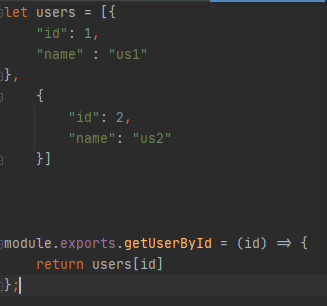 let users = [{
"id": 1,
"name" : "us1"
},
{
"id": 2,
"name": "us2"
}]
module.exports.getUserById = (id) => {
return users[id]
};